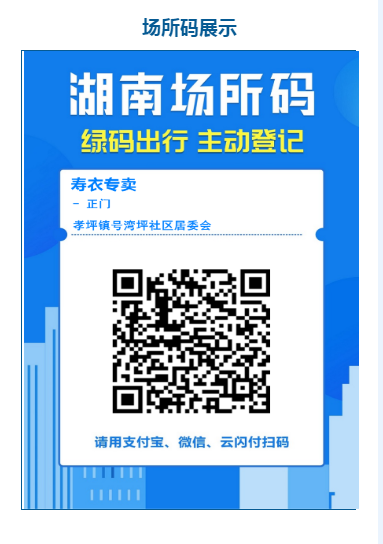 场所码展示
湖南场所码
绿码出行 主动登记
寿衣专卖
- 正门
孝坪镇号湾坪社区居委会
请用支付宝、微信、云闪付扫码